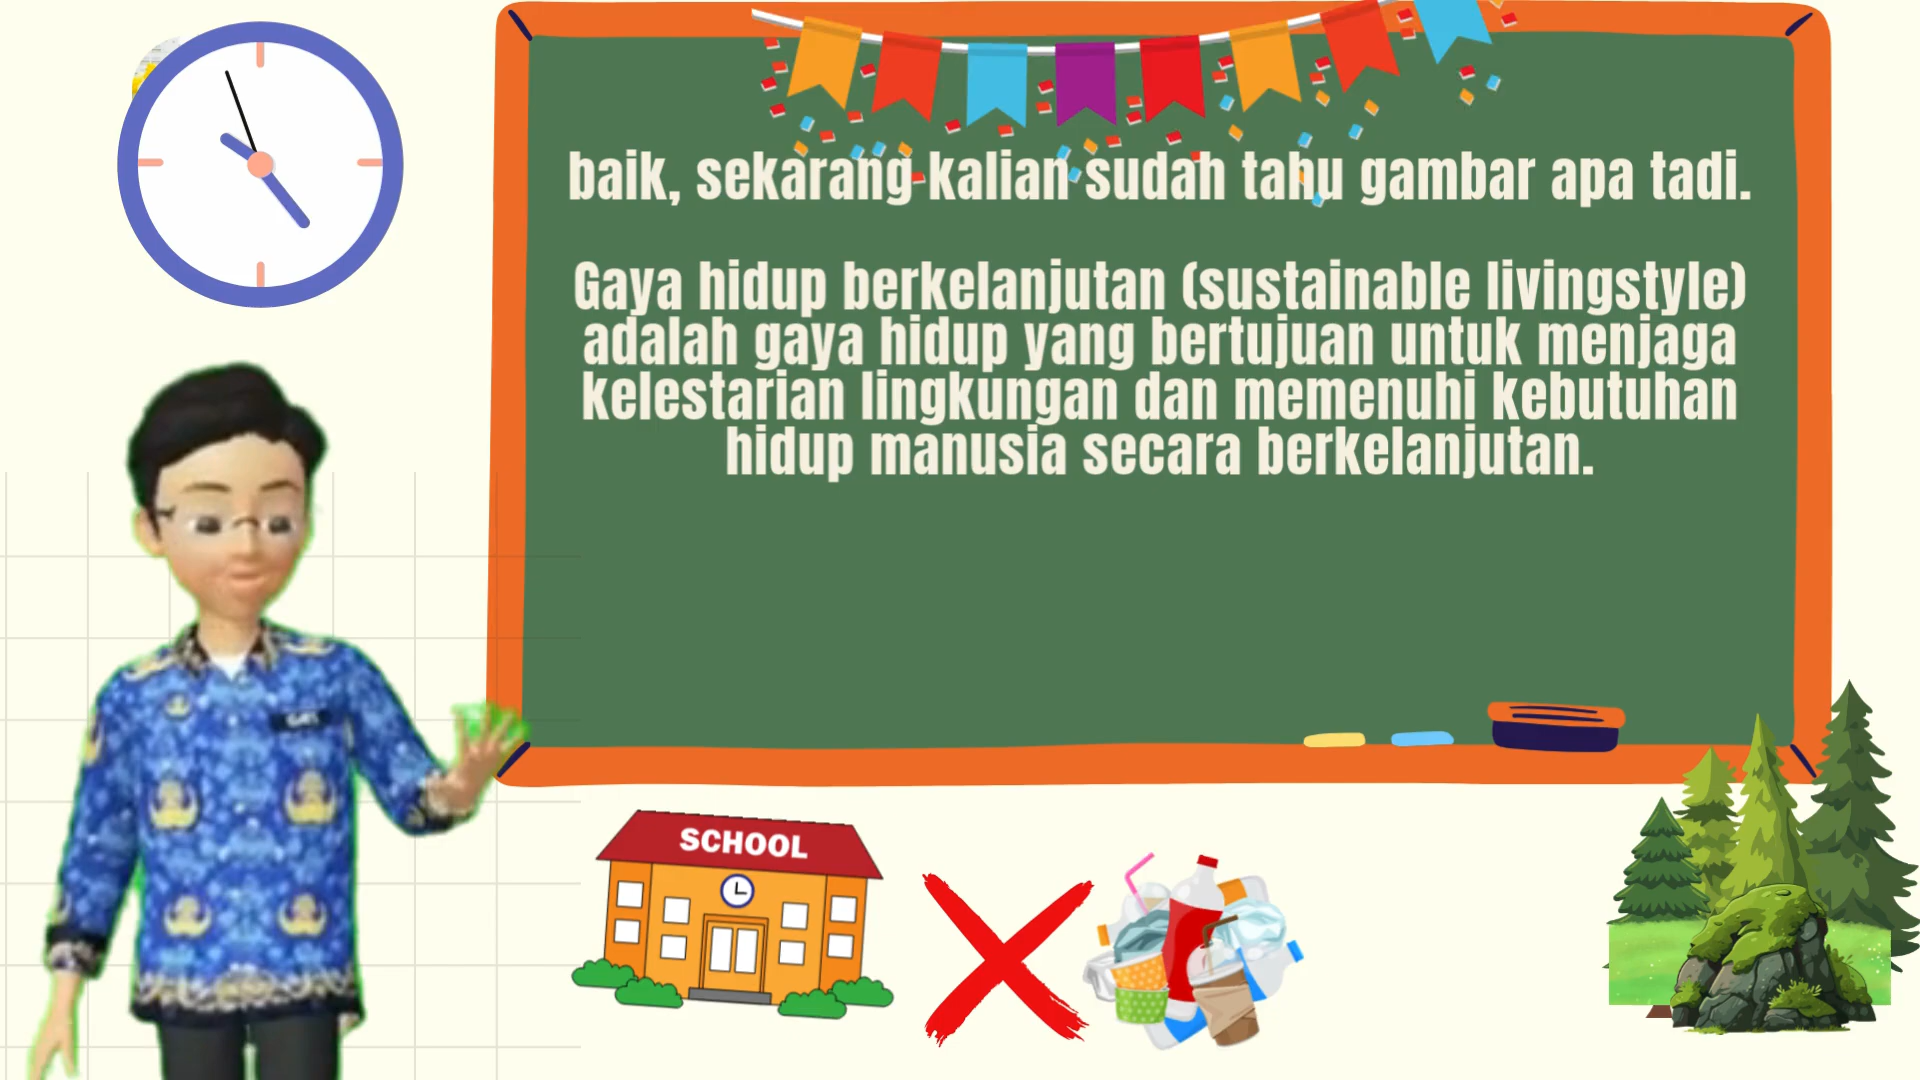 baik, sekarang kalian sudah tahu gambar apa tadi.
Gaya hidup berkelanjutan (sustainable livingstyle)
adalah gaya hidup yang bertujuan untuk menjaga
kelestarian lingkungan dan memenuhi kebutuhan
hidup manusia secara berkelanjutan.
SCHOOL